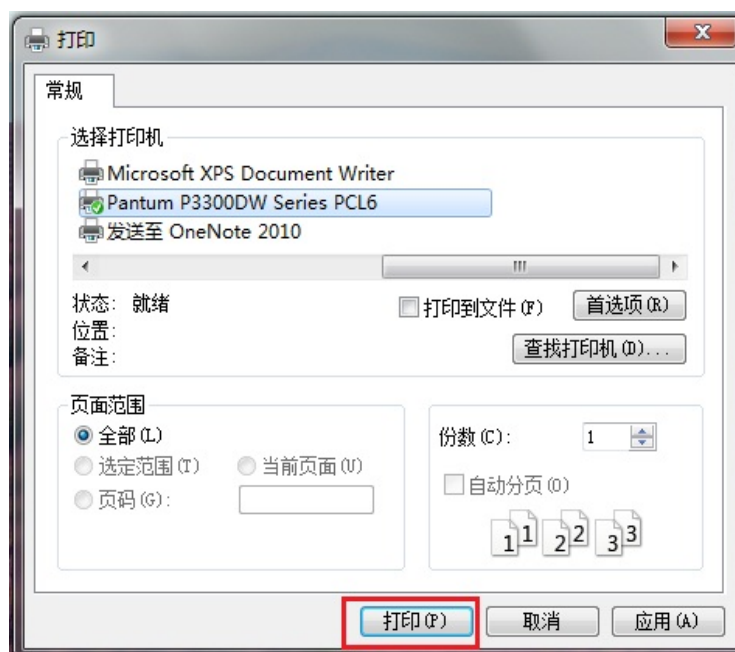 打印
常规
选择打印机
Microsoft XPS Document Writer
Pantum P3300DW Series PCL6
发送至 OneNote 2010
状态: 就绪
打印到文件(F)
首选项(R)
位置:
查找打印机(D)...
备注:
页面范围
全部(L)
选定范围(T)
当前页面(U)
页码(G):
份数(C):
1
自动分页(O)
1 1 2 2 3 3
打印(P)
取消
应用(A)